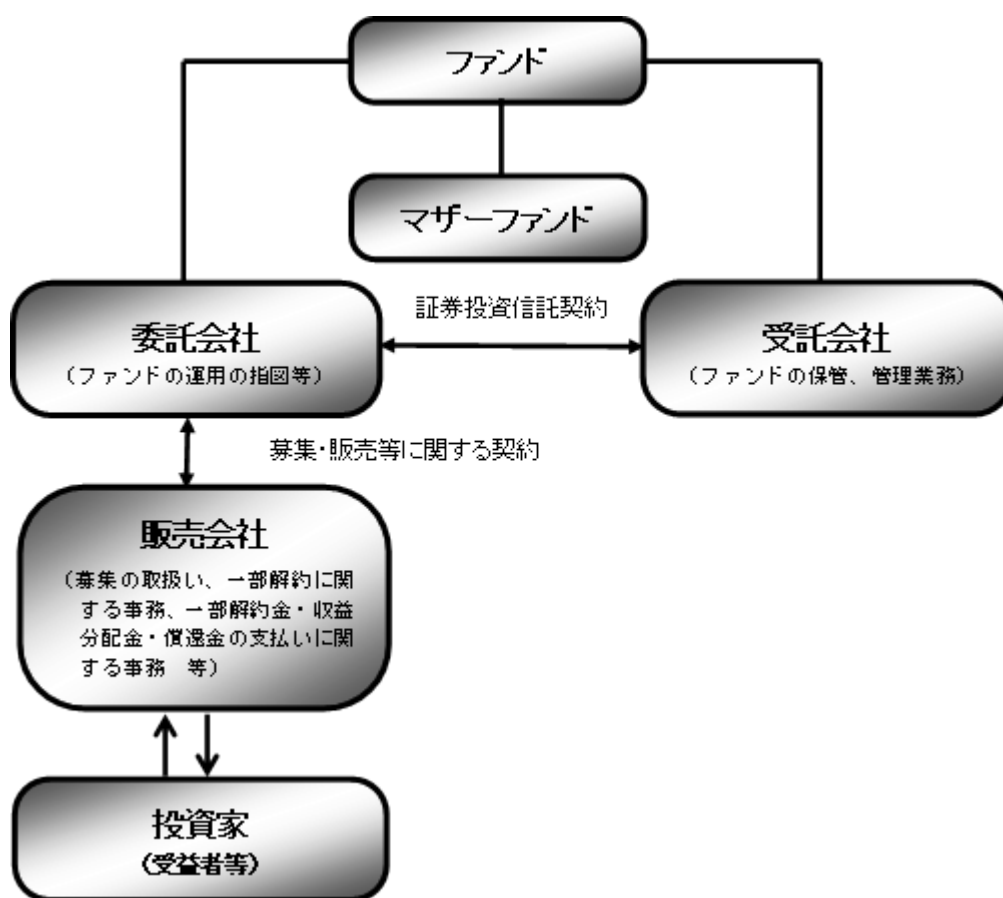 ファンド
マザーファンド
証券投資信託契約
委託会社
（ファンドの運用の指図等）
受託会社
（ファンドの保管、管理業務）
募集・販売等に関する契約
販売会社
（募集の取扱い、一部解約に関
する事務、一部解約金・収益
分配金・償還金の支払いに関
する事務　等）
投資家
（受益者等）